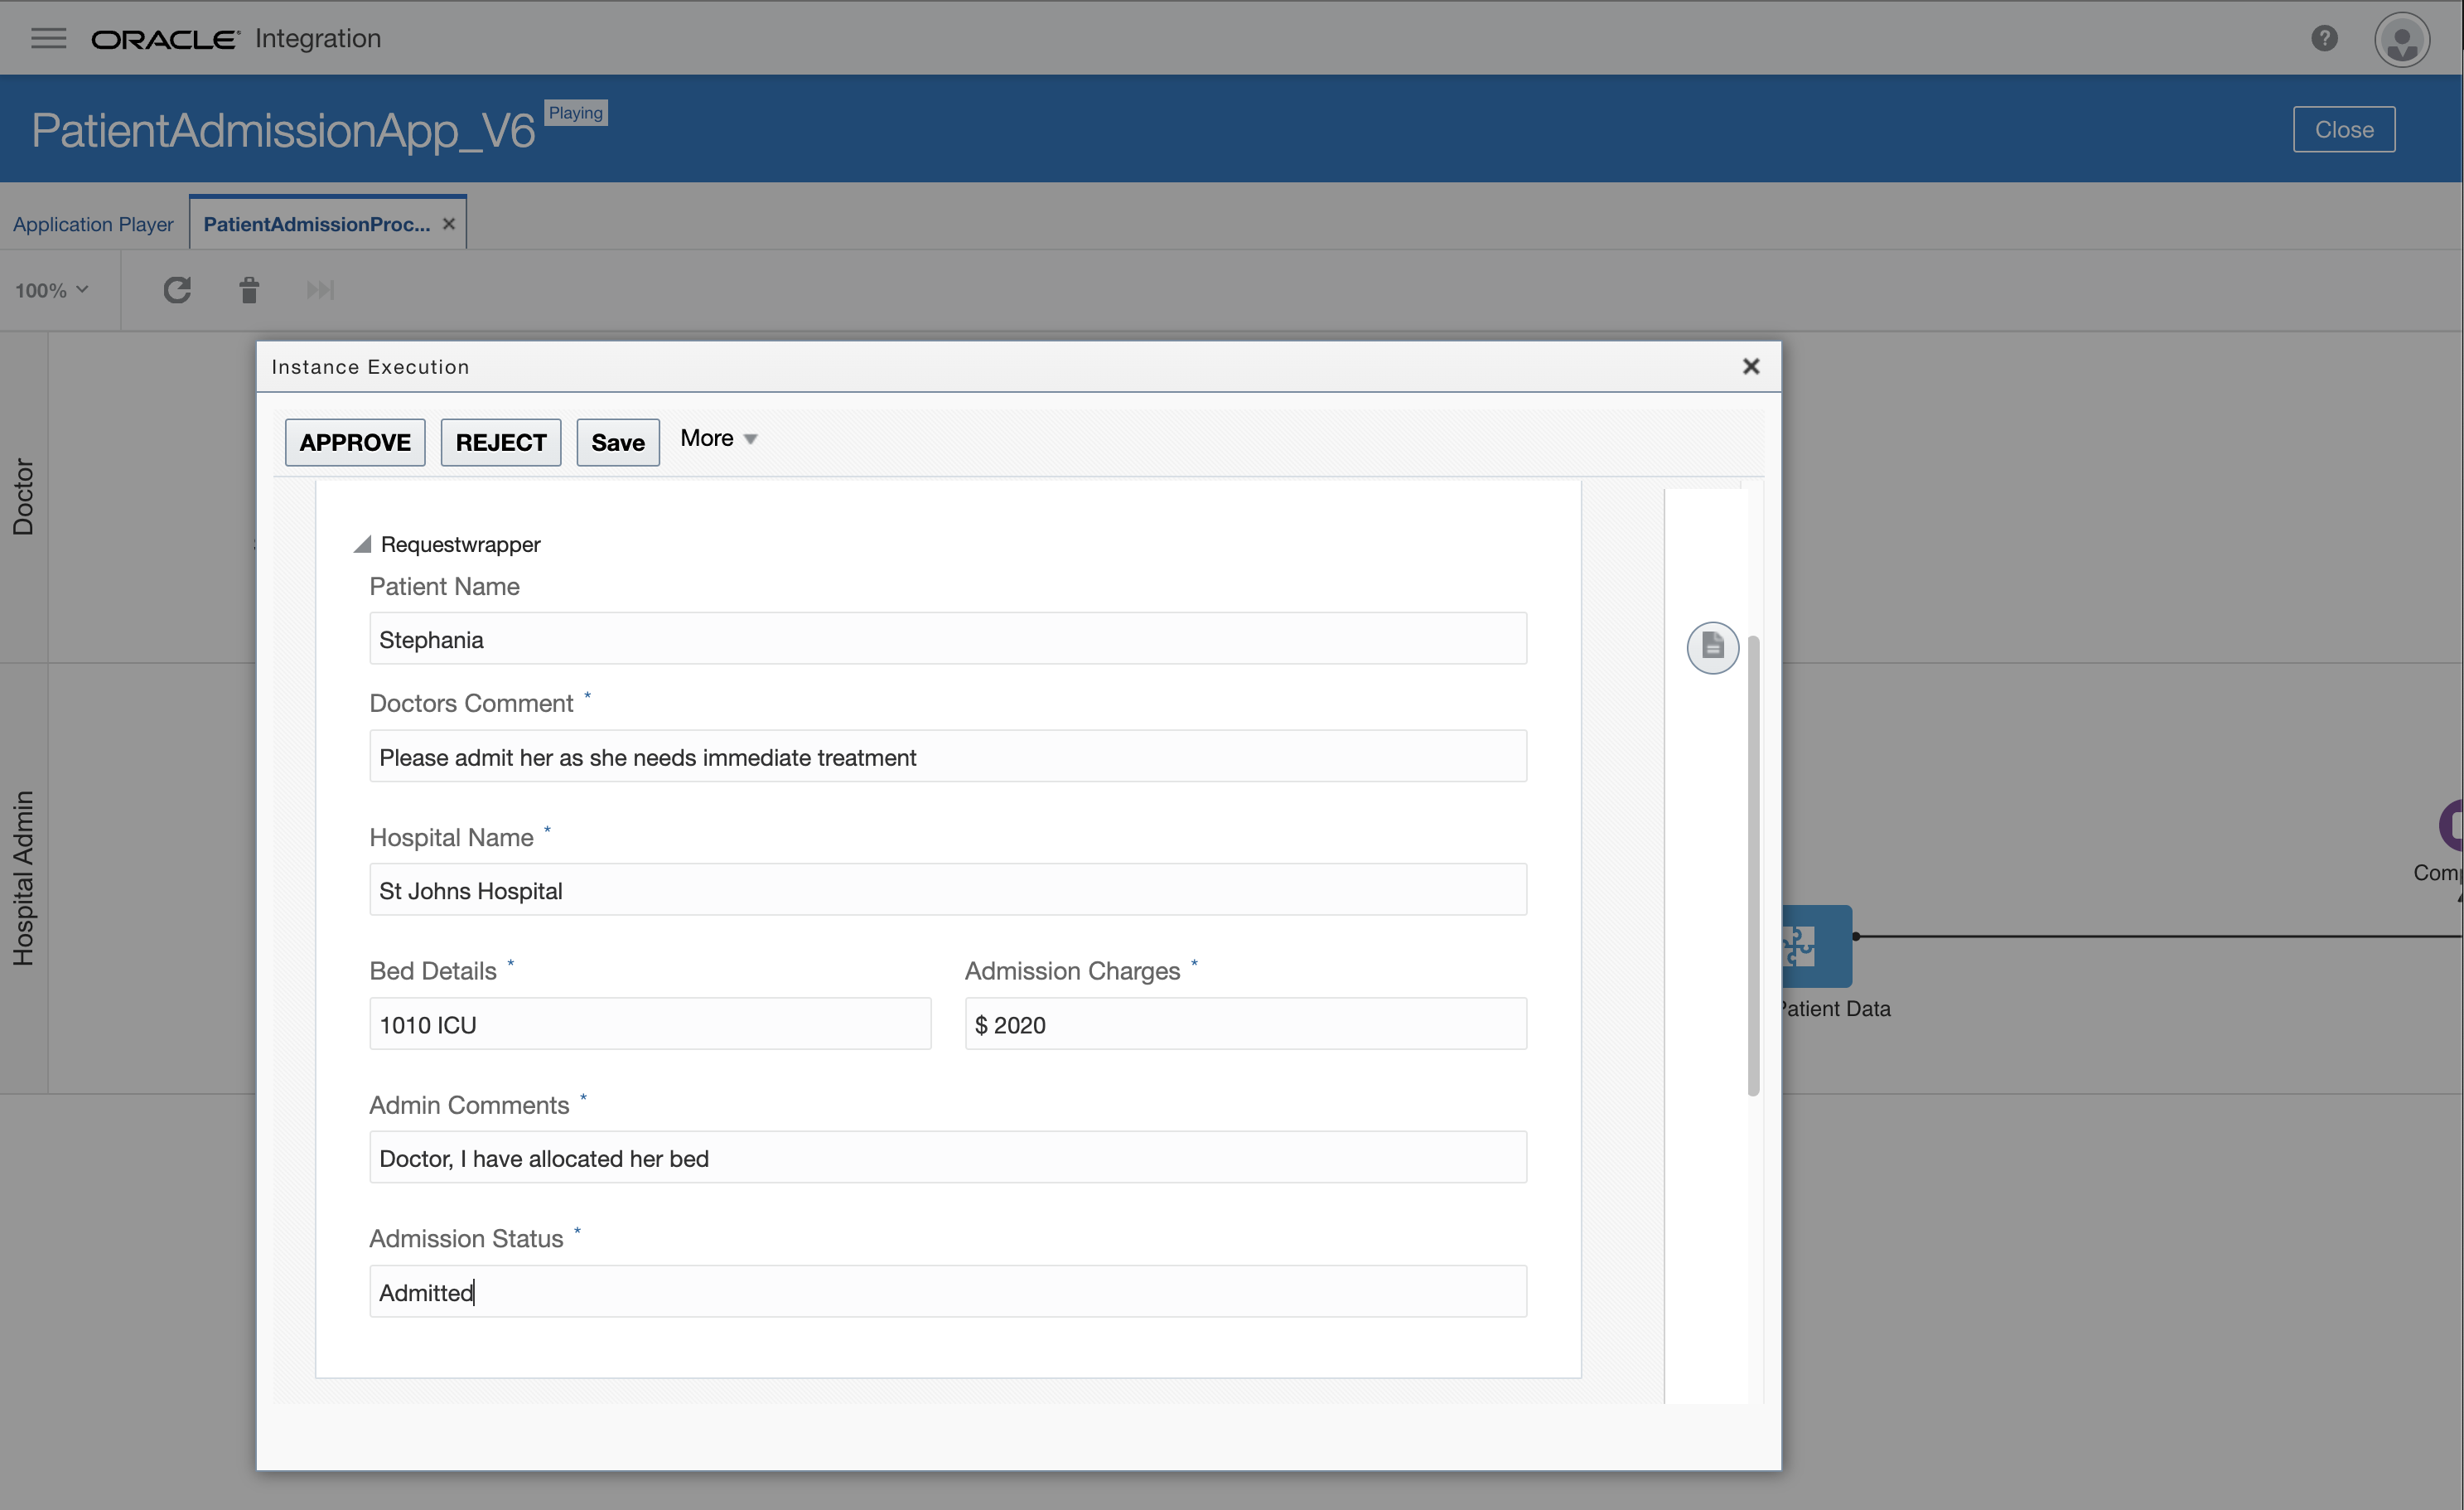 ORACLE Integration
PatientAdmissionApp_V6 Playing
Close
Application Player
PatientAdmissionProc...
100%
Instance Execution
APPROVE REJECT Save More
Doctor
Requestwrapper
Patient Name
Stephania
Doctors Comment *
Please admit her as she needs immediate treatment
Hospital Admin
Hospital Name *
St Johns Hospital
Bed Details * Admission Charges *
1010 ICU $ 2020
Patient Data
Admin Comments *
Doctor, I have allocated her bed
Admission Status *
Admitted